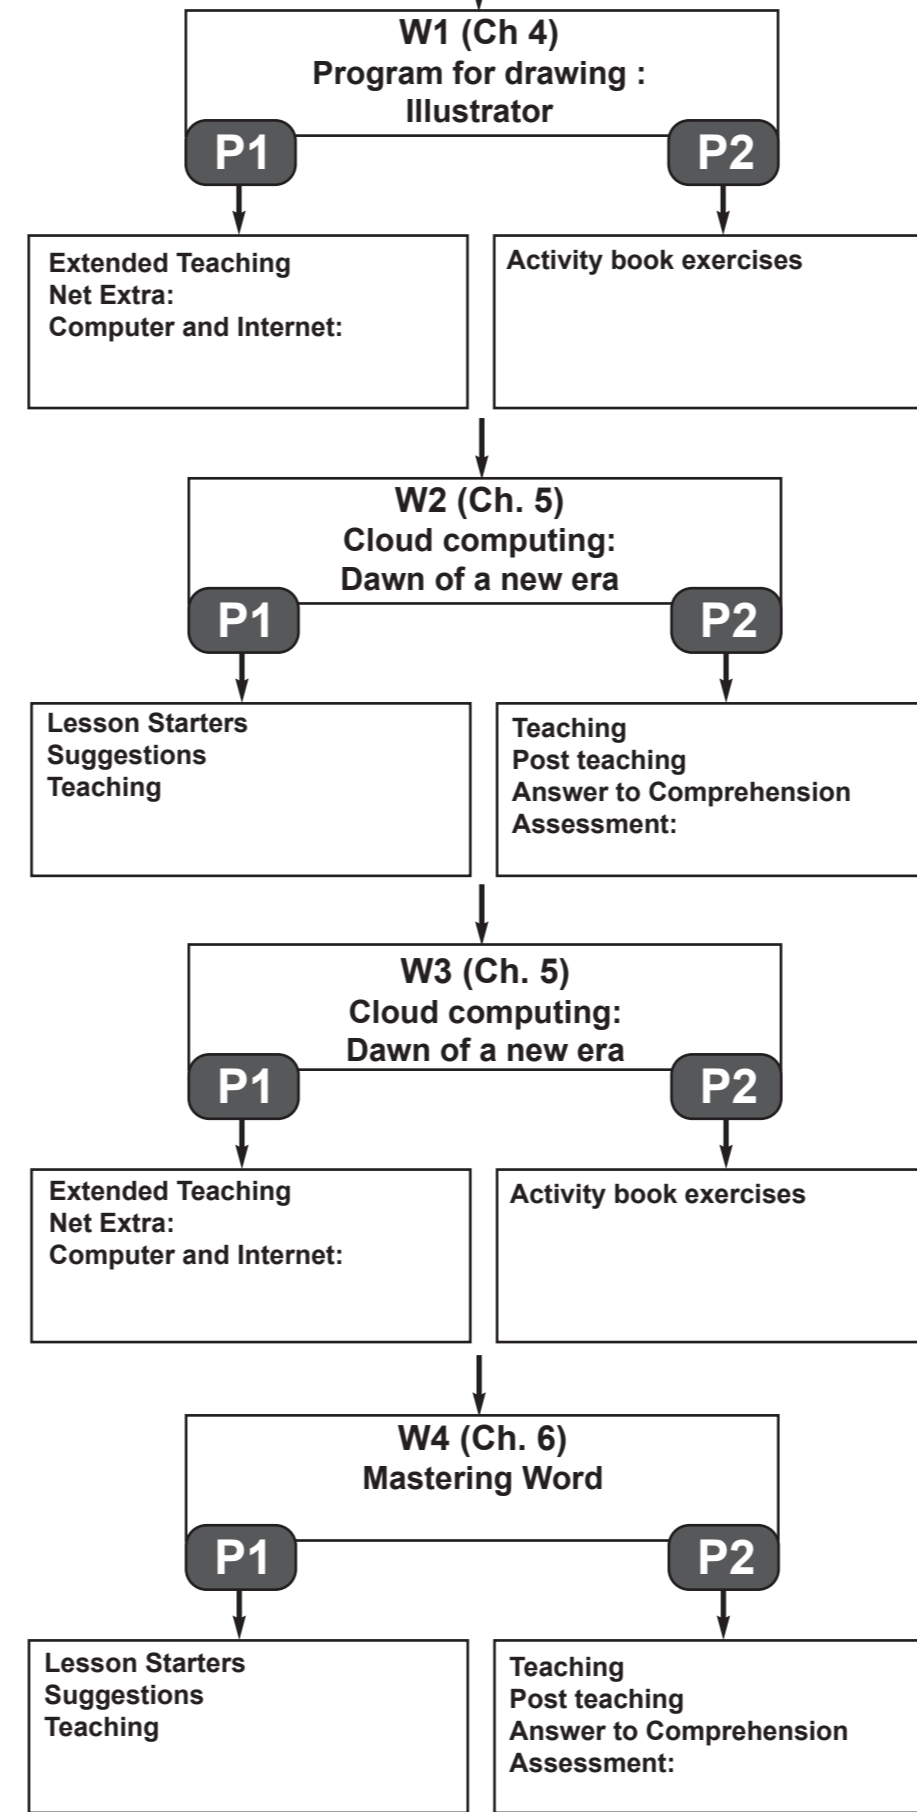 W1 (Ch 4)
Program for drawing :
Illustrator
P1
P2
Extended Teaching
Net Extra:
Computer and Internet:
Activity book exercises
W2 (Ch. 5)
Cloud computing:
Dawn of a new era
P1
P2
Lesson Starters
Suggestions
Teaching
Teaching
Post teaching
Answer to Comprehension
Assessment:
W3 (Ch. 5)
Cloud computing:
Dawn of a new era
P1
P2
Extended Teaching
Net Extra:
Computer and Internet:
Activity book exercises
W4 (Ch. 6)
Mastering Word
P1
P2
Lesson Starters
Suggestions
Teaching
Teaching
Post teaching
Answer to Comprehension
Assessment: